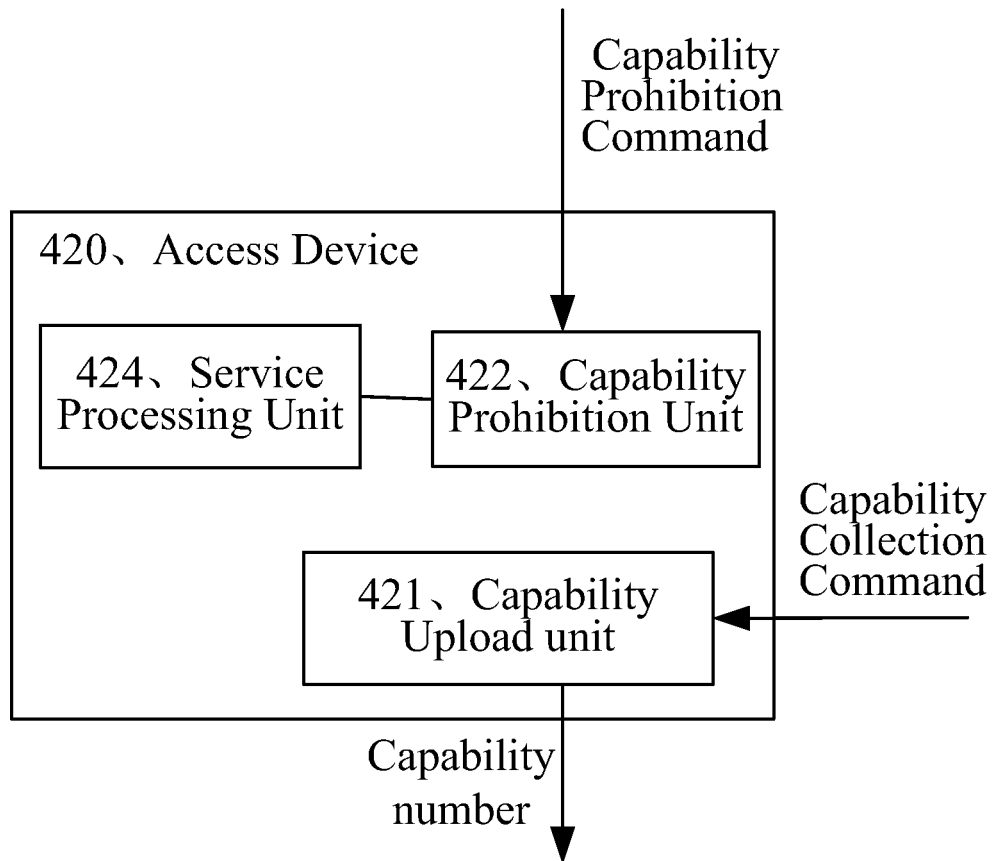 Capability
Prohibition
Command
420、Access Device
424、Service
Processing Unit
422、Capability
Prohibition Unit
Capability
Collection
Command
421、Capability
Upload unit
Capability
number